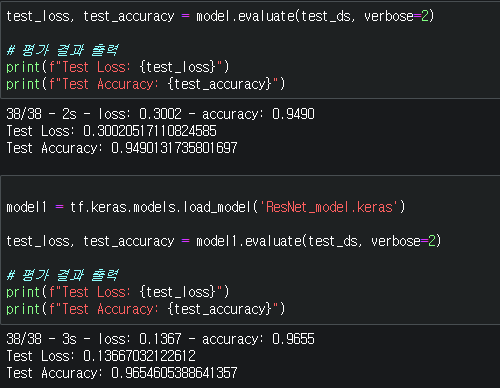 test_loss, test_accuracy = model.evaluate(test_ds, verbose=2)
# 평가 결과 출력
print(f"Test Loss: {test_loss}")
print(f"Test Accuracy: {test_accuracy}")
38/38 - 2s - loss: 0.3002 - accuracy: 0.9490
Test Loss: 0.30020517110824585
Test Accuracy: 0.9490131735801697
model1 = tf.keras.models.load_model('ResNet_model.keras')
test_loss, test_accuracy = model1.evaluate(test_ds, verbose=2)
# 평가 결과 출력
print(f"Test Loss: {test_loss}")
print(f"Test Accuracy: {test_accuracy}")
38/38 - 3s - loss: 0.1367 - accuracy: 0.9655
Test Loss: 0.13667032122612
Test Accuracy: 0.9654605388641357